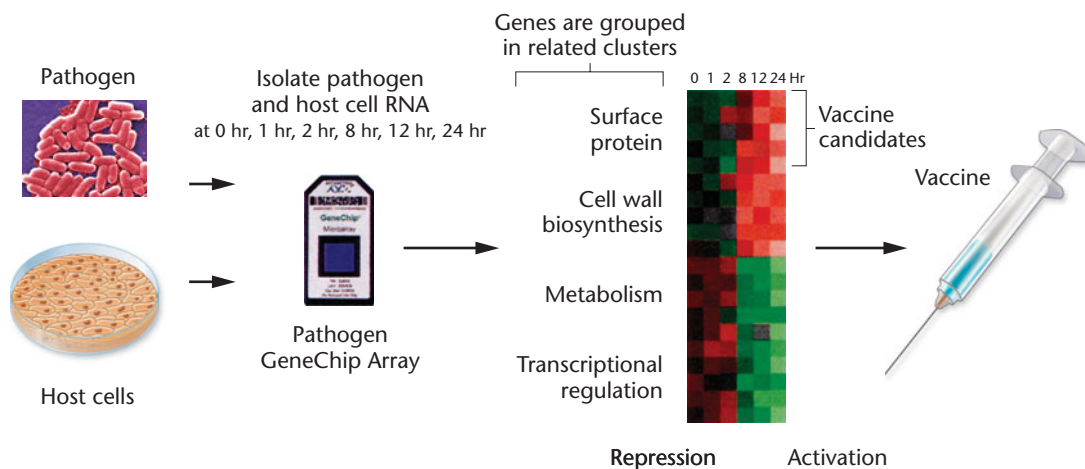 Genes are grouped
in related clusters
Pathogen
Isolate pathogen
and host cell RNA
at 0 hr, 1 hr, 2 hr, 8 hr, 12 hr, 24 hr
0 1 2 8 12 24 Hr
Surface
protein
Vaccine
candidates
Vaccine
GeneChip
Microarray
Cell wall
biosynthesis
Metabolism
Pathogen
GeneChip Array
Transcriptional
regulation
Host cells
Repression
Activation